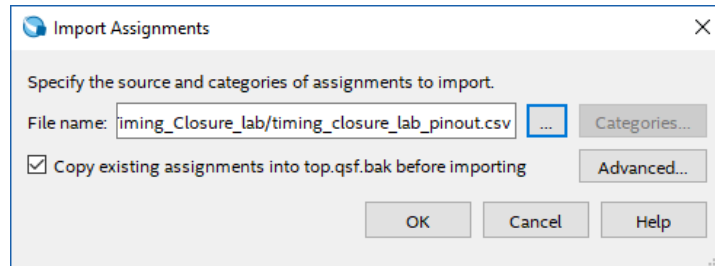 Import Assignments
Specify the source and categories of assignments to import.
File name: Timing_Closure_lab/timing_closure_lab_pinout.csv ... Categories...
Copy existing assignments into top.qsf.bak before importing Advanced...
OK Cancel Help